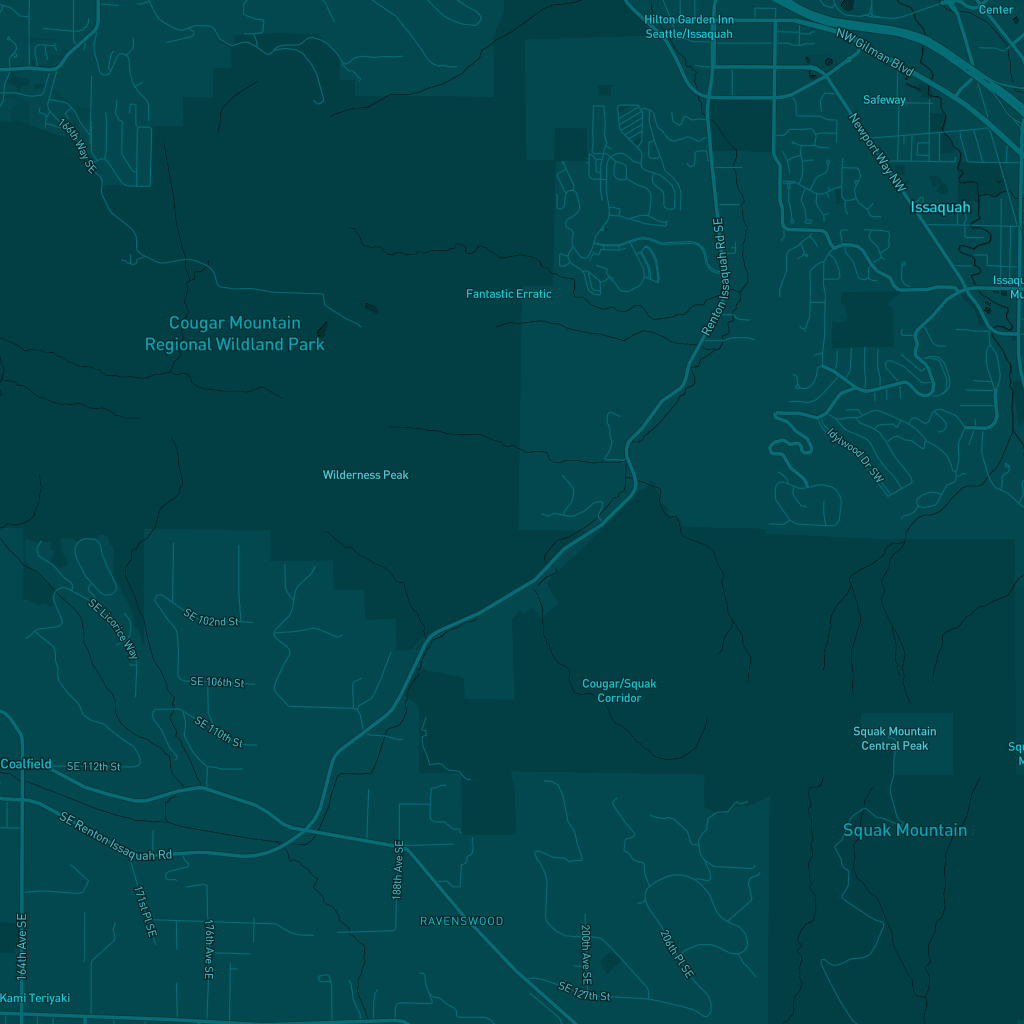 Center
Hilton Garden Inn
Seattle/Issaquah
NW Gilman Blvd
Safeway
166th Way SE
Newport Way NW
Issaquah
Renton Issaquah Rd SE
Fantastic Erratic
Cougar Mountain
Regional Wildland Park
Idylwood Dr SW
Wilderness Peak
SE Licorice Way
SE 102nd St
SE 106th St
Cougar/Squak
Corridor
SE 110th St
Squak Mountain
Central Peak
Coalfield
SE 112th St
SE Renton Issaquah Rd
Squak Mountain
188th Ave SE
171st Pl SE
RAVENSWOOD
164th Ave SE
176th Ave SE
200th Ave SE
206th Pl SE
SE 127th St
Kami Teriyaki